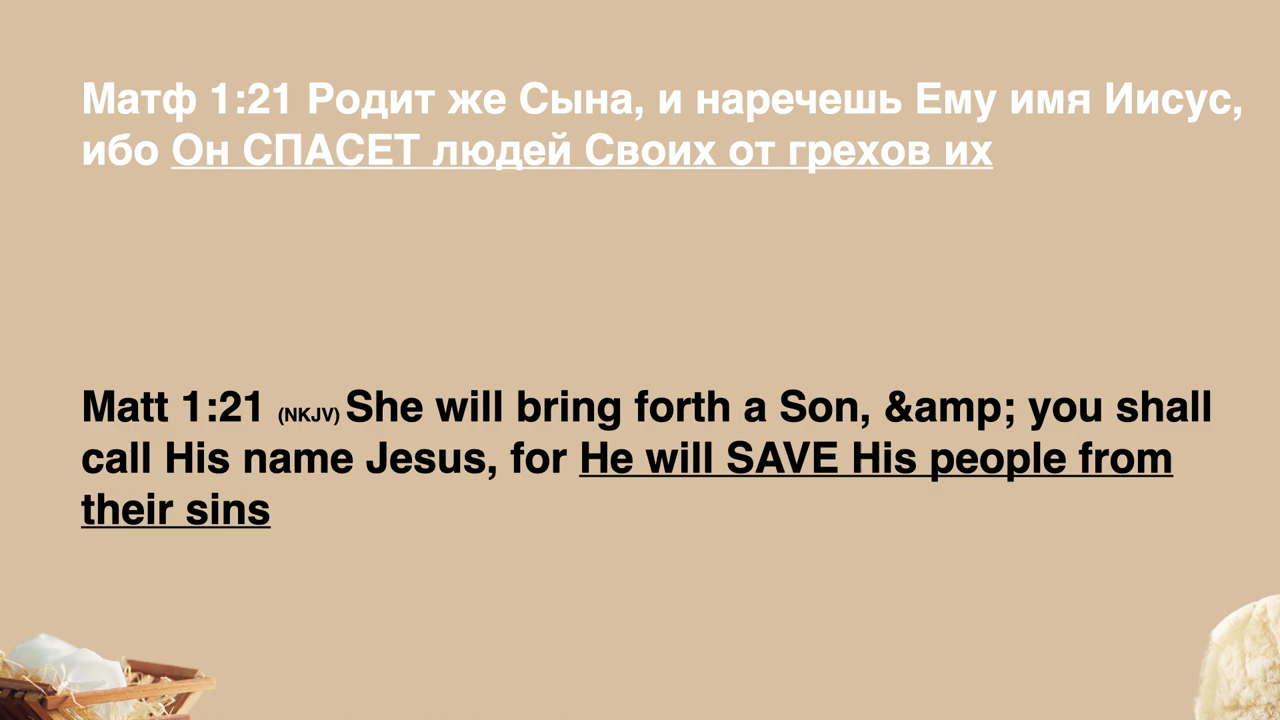 Матф 1:21 Родит же Сына, и наречешь Ему имя Иисус,
ибо Он СПАСЕТ людей Своих от грехов их
Matt 1:21 (NKJV) She will bring forth a Son, &amp; you shall
call His name Jesus, for He will SAVE His people from
their sins